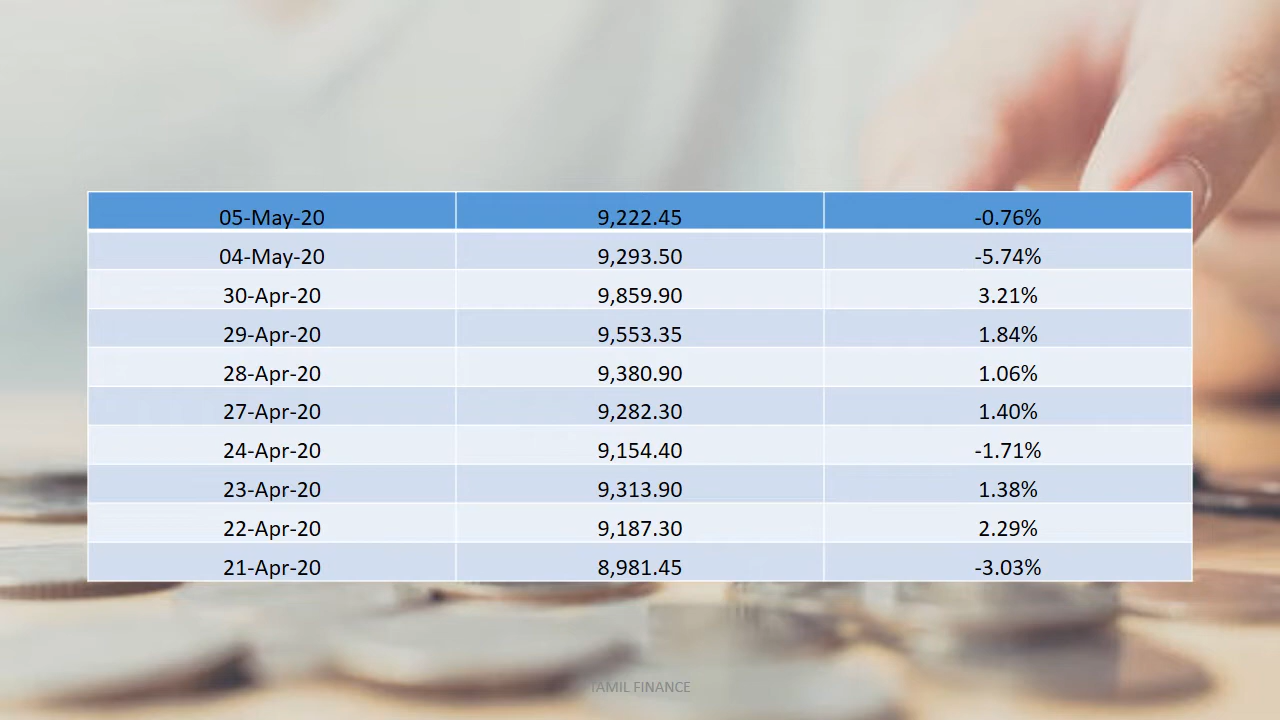 05-May-20 9,222.45 -0.76%
04-May-20 9,293.50 -5.74%
30-Apr-20 9,859.90 3.21%
29-Apr-20 9,553.35 1.84%
28-Apr-20 9,380.90 1.06%
27-Apr-20 9,282.30 1.40%
24-Apr-20 9,154.40 -1.71%
23-Apr-20 9,313.90 1.38%
22-Apr-20 9,187.30 2.29%
21-Apr-20 8,981.45 -3.03%
TAMIL FINANCE